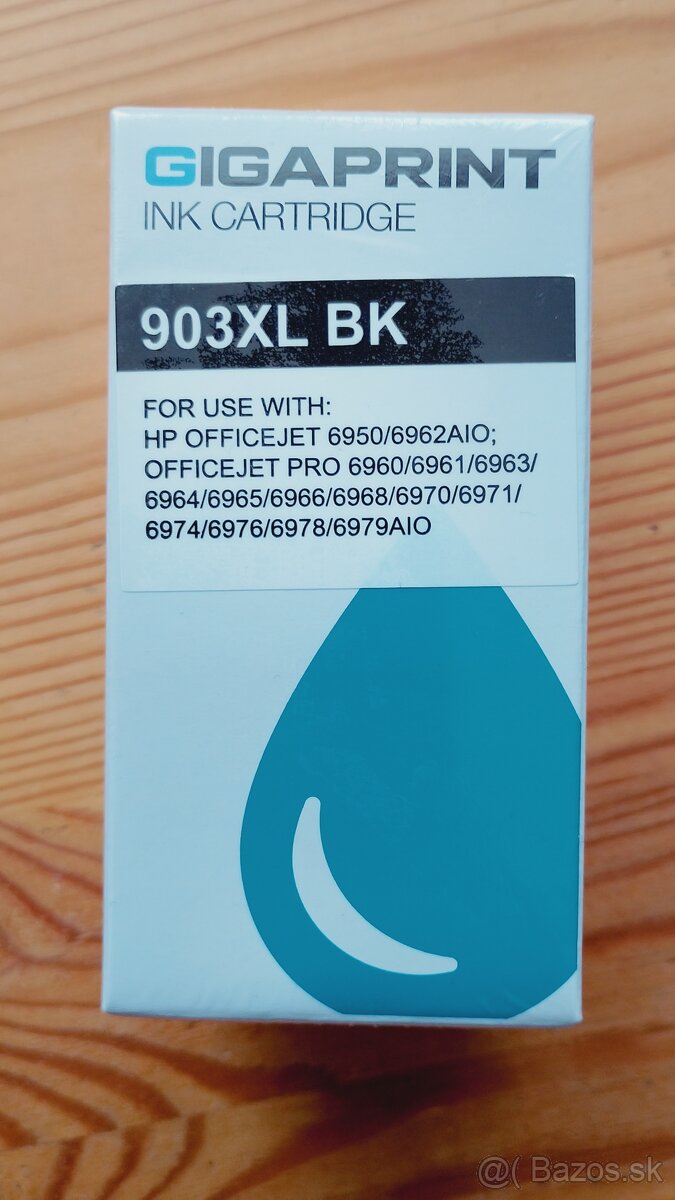 GIGAPRINT
INK CARTRIDGE
903XL BK
FOR USE WITH:
HP OFFICEJET 6950/6962AIO;
OFFICEJET PRO 6960/6961/6963/
6964/6965/6966/6968/6970/6971/
6974/6976/6978/6979AIO
@( Bazos.sk